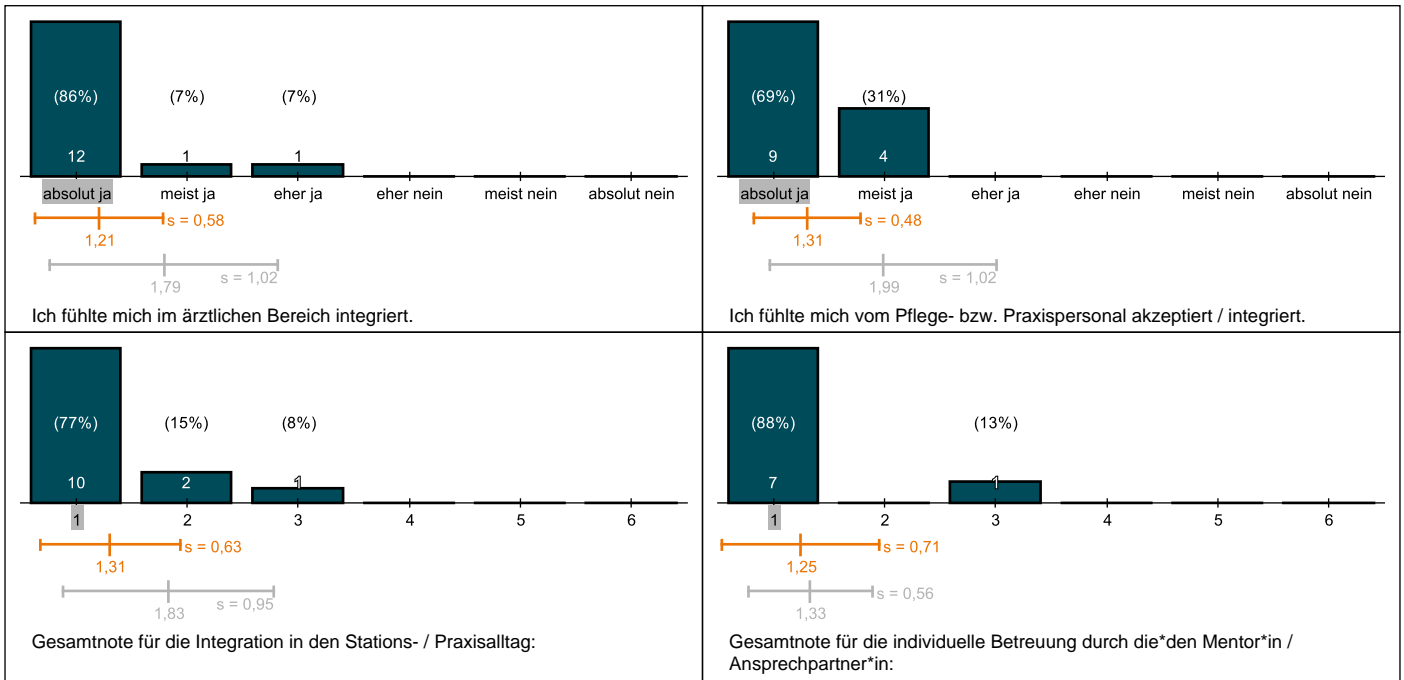 (86%) (7%) (7%)
12 1 1
absolut ja meist ja eher ja eher nein meist nein absolut nein
s = 0,58
1,21
s = 1,02
1,79
Ich fühlte mich im ärztlichen Bereich integriert.
(69%) (31%)
9 4
absolut ja meist ja eher ja eher nein meist nein absolut nein
s = 0,48
1,31
s = 1,02
1,99
Ich fühlte mich vom Pflege- bzw. Praxispersonal akzeptiert / integriert.
(77%) (15%) (8%)
10 2 1
1 2 3 4 5 6
s = 0,63
1,31
s = 0,95
1,83
Gesamtnote für die Integration in den Stations- / Praxisalltag:
(88%) (13%)
7 1
1 2 3 4 5 6
s = 0,71
1,25
s = 0,56
1,33
Gesamtnote für die individuelle Betreuung durch die*den Mentor*in /
Ansprechpartner*in: